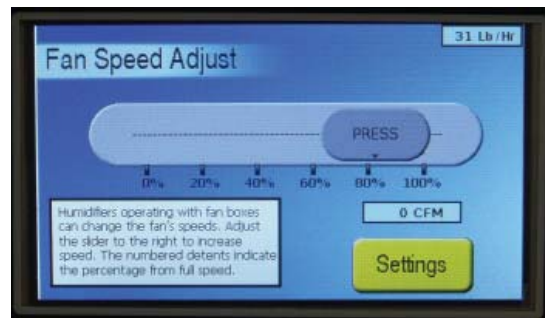 31 Lb/Hr
Fan Speed Adjust
PRESS
0% 20% 40% 60% 80% 100%
Humidifiers operating with fan boxes
can change the fan's speeds. Adjust
the slider to the right to increase
speed. The numbered detents indicate
the percentage from full speed.
0 CFM
Settings